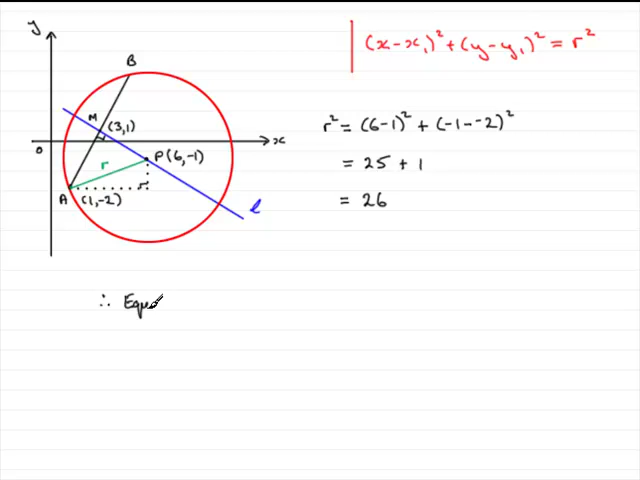 y
B
M
(3,1)
0
x
r
P(6,-1)
A
(1,-2)
l
(x-x₁)²+(y-y₁)²=r²
r²=(6-1)²+(-1--2)²
= 25 + 1
= 26
∴ Equa